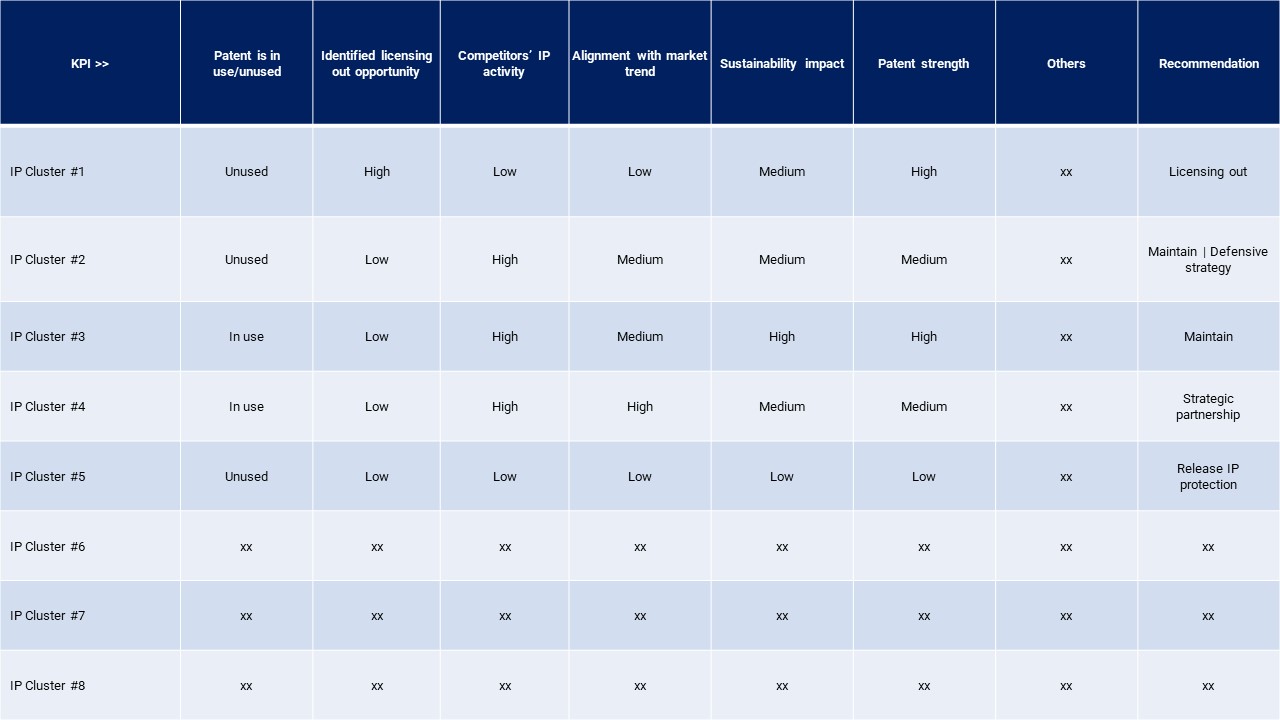 KPI >>
Patent is in
use/unused
Identified licensing
out opportunity
Competitors’ IP
activity
Alignment with market
trend
Sustainability impact
Patent strength
Others
Recommendation
IP Cluster #1
Unused
High
Low
Low
Medium
High
xx
Licensing out
IP Cluster #2
Unused
Low
High
Medium
Medium
Medium
xx
Maintain | Defensive
strategy
IP Cluster #3
In use
Low
High
Medium
High
High
xx
Maintain
IP Cluster #4
In use
Low
High
High
Medium
Medium
xx
Strategic
partnership
IP Cluster #5
Unused
Low
Low
Low
Low
Low
xx
Release IP
protection
IP Cluster #6
xx
xx
xx
xx
xx
xx
xx
xx
IP Cluster #7
xx
xx
xx
xx
xx
xx
xx
xx
IP Cluster #8
xx
xx
xx
xx
xx
xx
xx
xx